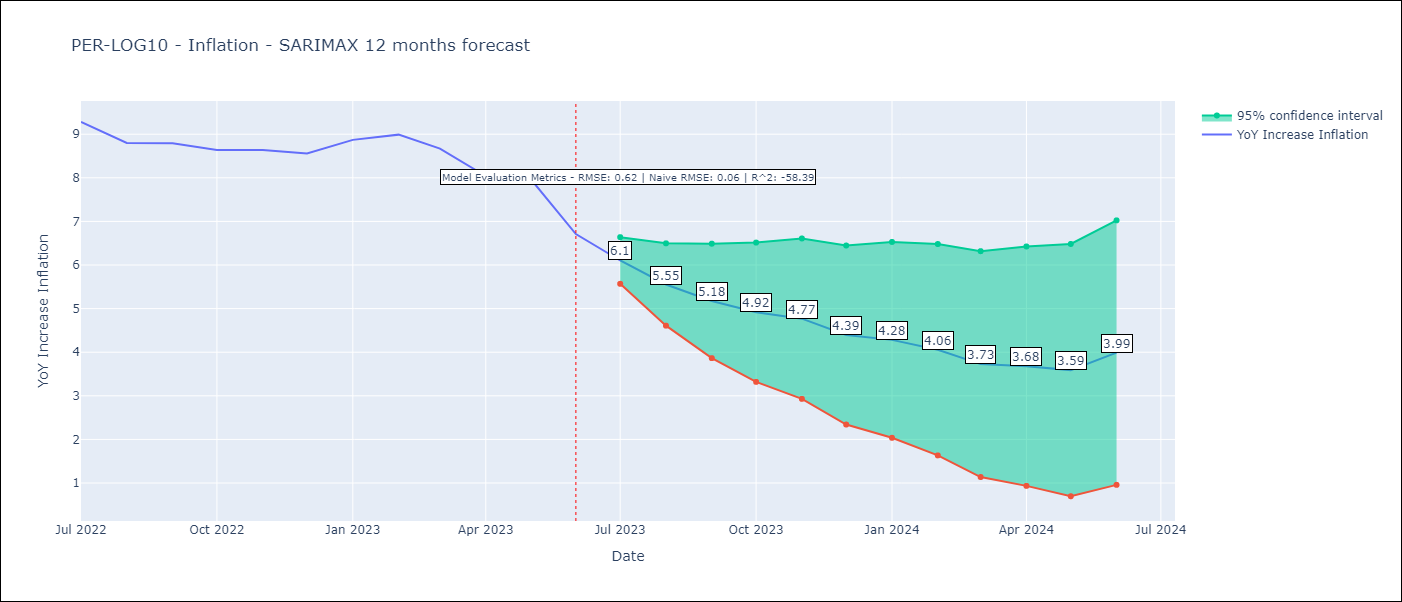 PER-LOG10 - Inflation - SARIMAX 12 months forecast
95% confidence interval
YoY Increase Inflation
YoY Increase Inflation
9
8
7
6
5
4
3
2
1
Model Evaluation Metrics - RMSE: 0.62 | Naive RMSE: 0.06 | R^2: -58.39
6.1
5.55
5.18
4.92
4.77
4.39
4.28
4.06
3.73
3.68
3.59
3.99
Jul 2022
Oct 2022
Jan 2023
Apr 2023
Jul 2023
Oct 2023
Jan 2024
Apr 2024
Jul 2024
Date